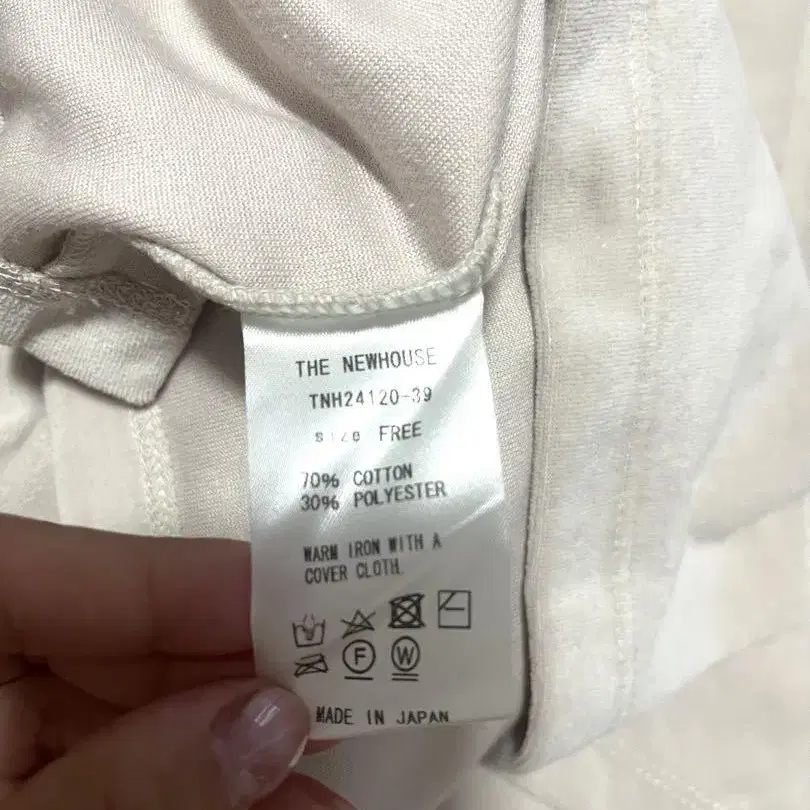 THE NEWHOUSE
TNH24120-39
SIZE FREE
70% COTTON
30% POLYESTER
WARM IRON WITH A
COVER CLOTH.
F W
MADE IN JAPAN